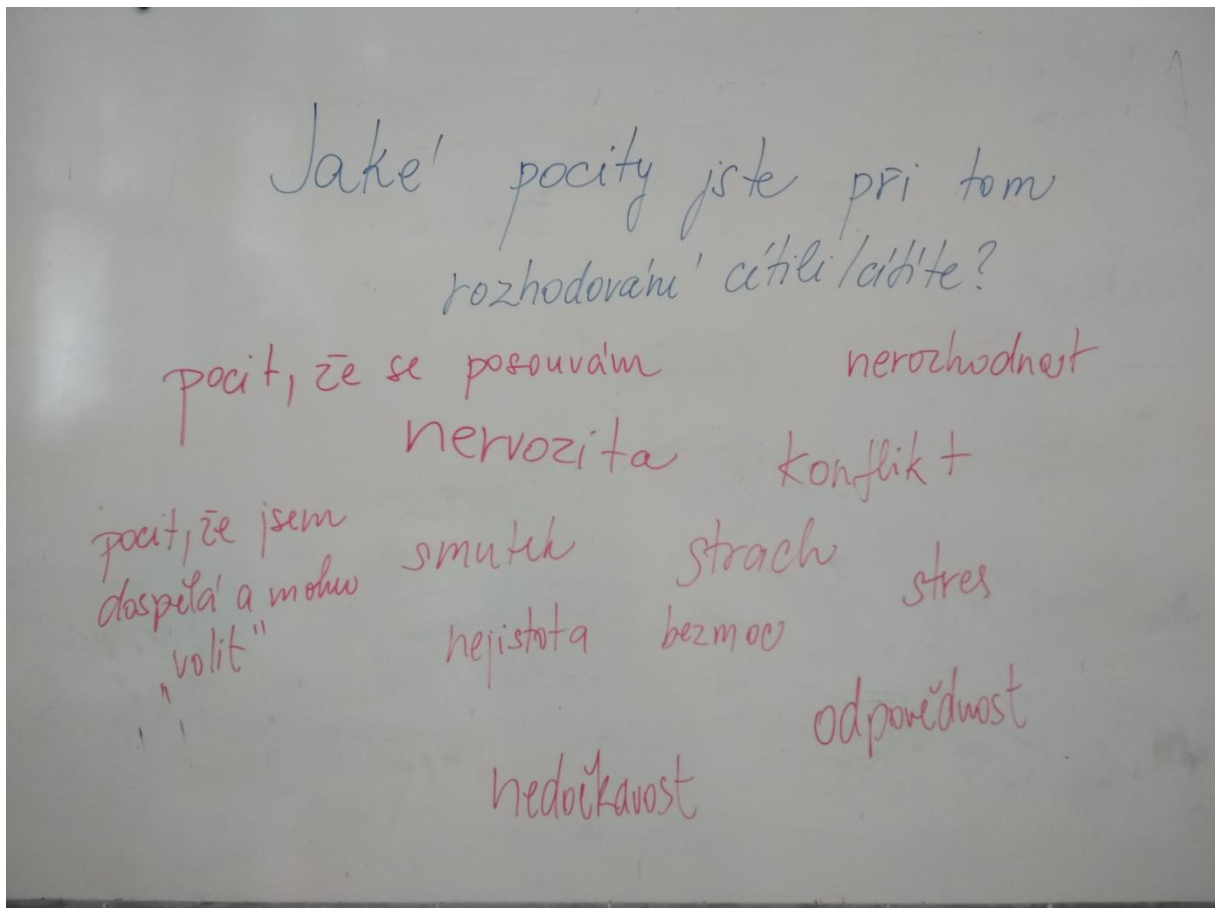 Jaké pocity jste při tom
rozhodování cítili/cítíte?
pocit, že se posouvám
nerozhodnost
nervozita
konflikt
pocit, že jsem
dospělá a mohu
„volit"
smutek
strach
stres
nejistota
bezmoc
odpovědnost
nedočkavost